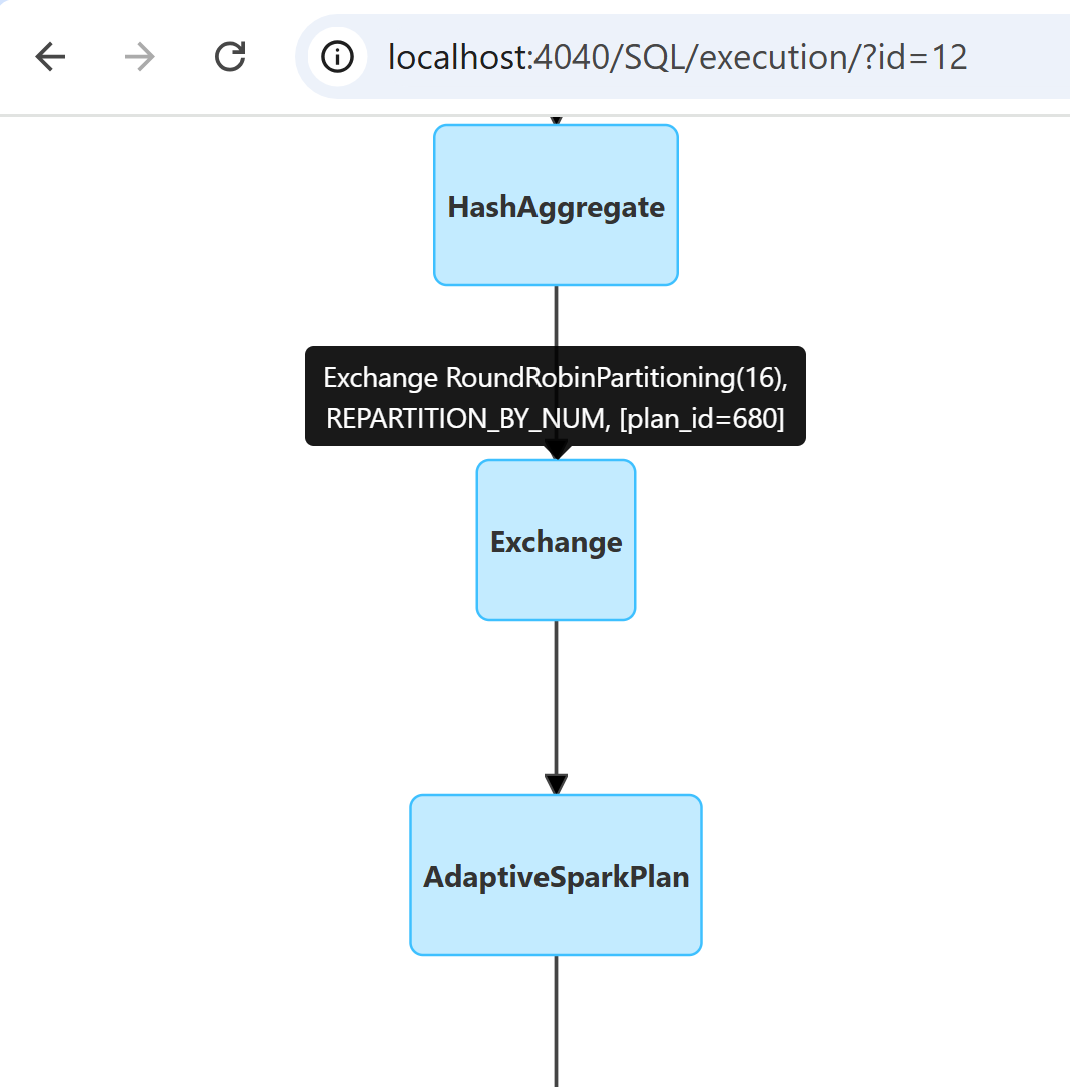 localhost:4040/SQL/execution/?id=12
HashAggregate
Exchange RoundRobinPartitioning(16),
REPARTITION_BY_NUM, [plan_id=680]
Exchange
AdaptiveSparkPlan